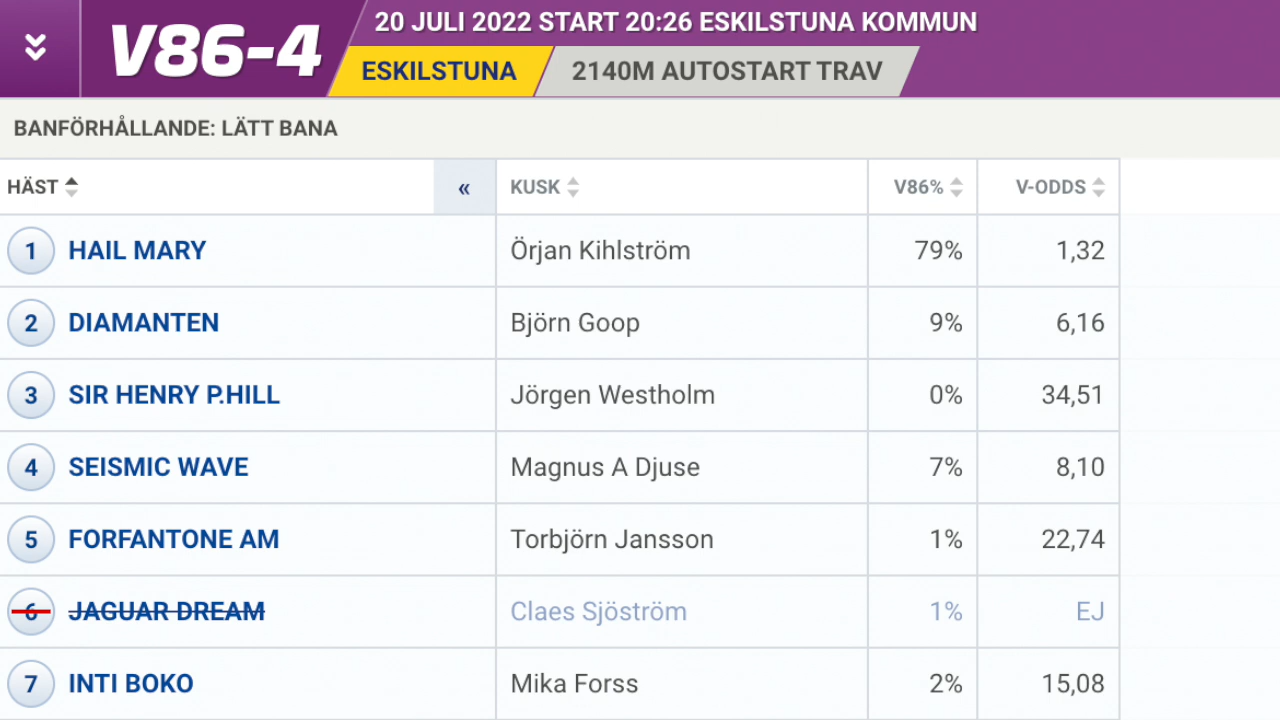 V86-4
20 JULI 2022 START 20:26 ESKILSTUNA KOMMUN
ESKILSTUNA 2140M AUTOSTART TRAV
BANFÖRHÅLLANDE: LÄTT BANA
HÄST « KUSK V86% V-ODDS
1 HAIL MARY Örjan Kihlström 79% 1,32
2 DIAMANTEN Björn Goop 9% 6,16
3 SIR HENRY P.HILL Jörgen Westholm 0% 34,51
4 SEISMIC WAVE Magnus A Djuse 7% 8,10
5 FORFANTONE AM Torbjörn Jansson 1% 22,74
6 JAGUAR DREAM Claes Sjöström 1% EJ
7 INTI BOKO Mika Forss 2% 15,08